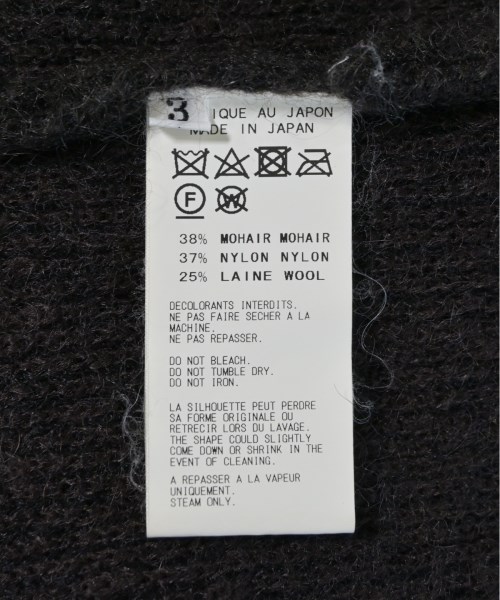 3
IQUE AU JAPON
MADE IN JAPAN
F
W
38% MOHAIR MOHAIR
37% NYLON NYLON
25% LAINE WOOL
DECOLORANTS INTERDITS.
NE PAS FAIRE SECHER A LA
MACHINE.
NE PAS REPASSER.
DO NOT BLEACH.
DO NOT TUMBLE DRY.
DO NOT IRON.
LA SILHOUETTE PEUT PERDRE
SA FORME ORIGINALE OU
RETRECIR LORS DU LAVAGE.
THE SHAPE COULD SLIGHTLY
COME DOWN OR SHRINK IN THE
EVENT OF CLEANING.
A REPASSER A LA VAPEUR
UNIQUEMENT.
STEAM ONLY.